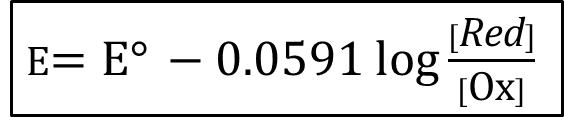 E= E° − 0.0591 log [Red]/[Ox]